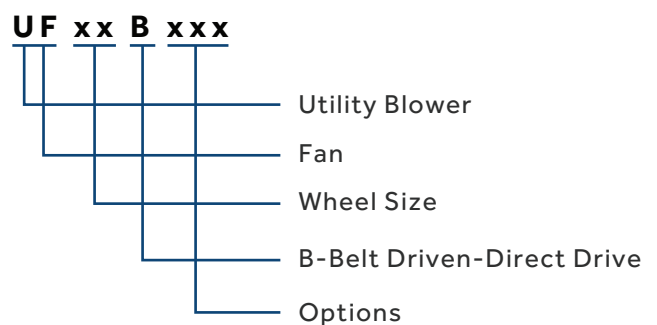 UF xx B xxx
Utility Blower
Fan
Wheel Size
B-Belt Driven-Direct Drive
Options